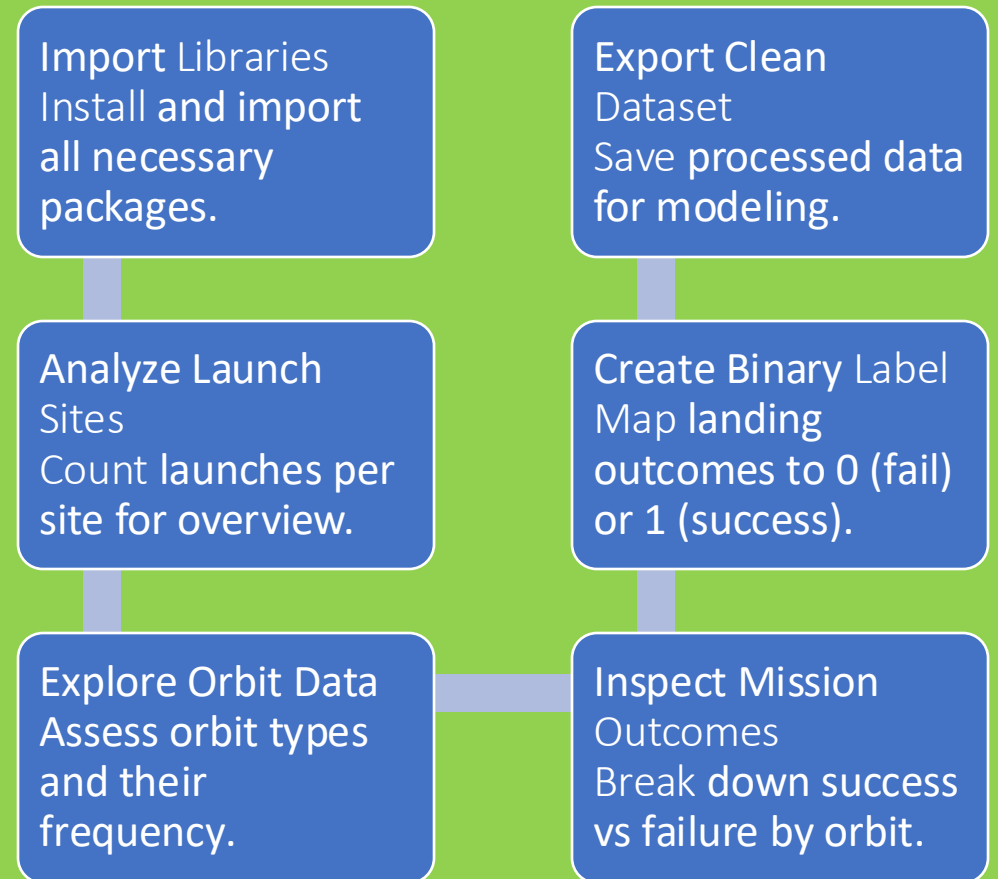 Import Libraries
Install and import
all necessary
packages.
Analyze Launch
Sites
Count launches per
site for overview.
Explore Orbit Data
Assess orbit types
and their
frequency.
Inspect Mission
Outcomes
Break down success
vs failure by orbit.
Create Binary Label
Map landing
outcomes to 0 (fail)
or 1 (success).
Export Clean
Dataset
Save processed data
for modeling.